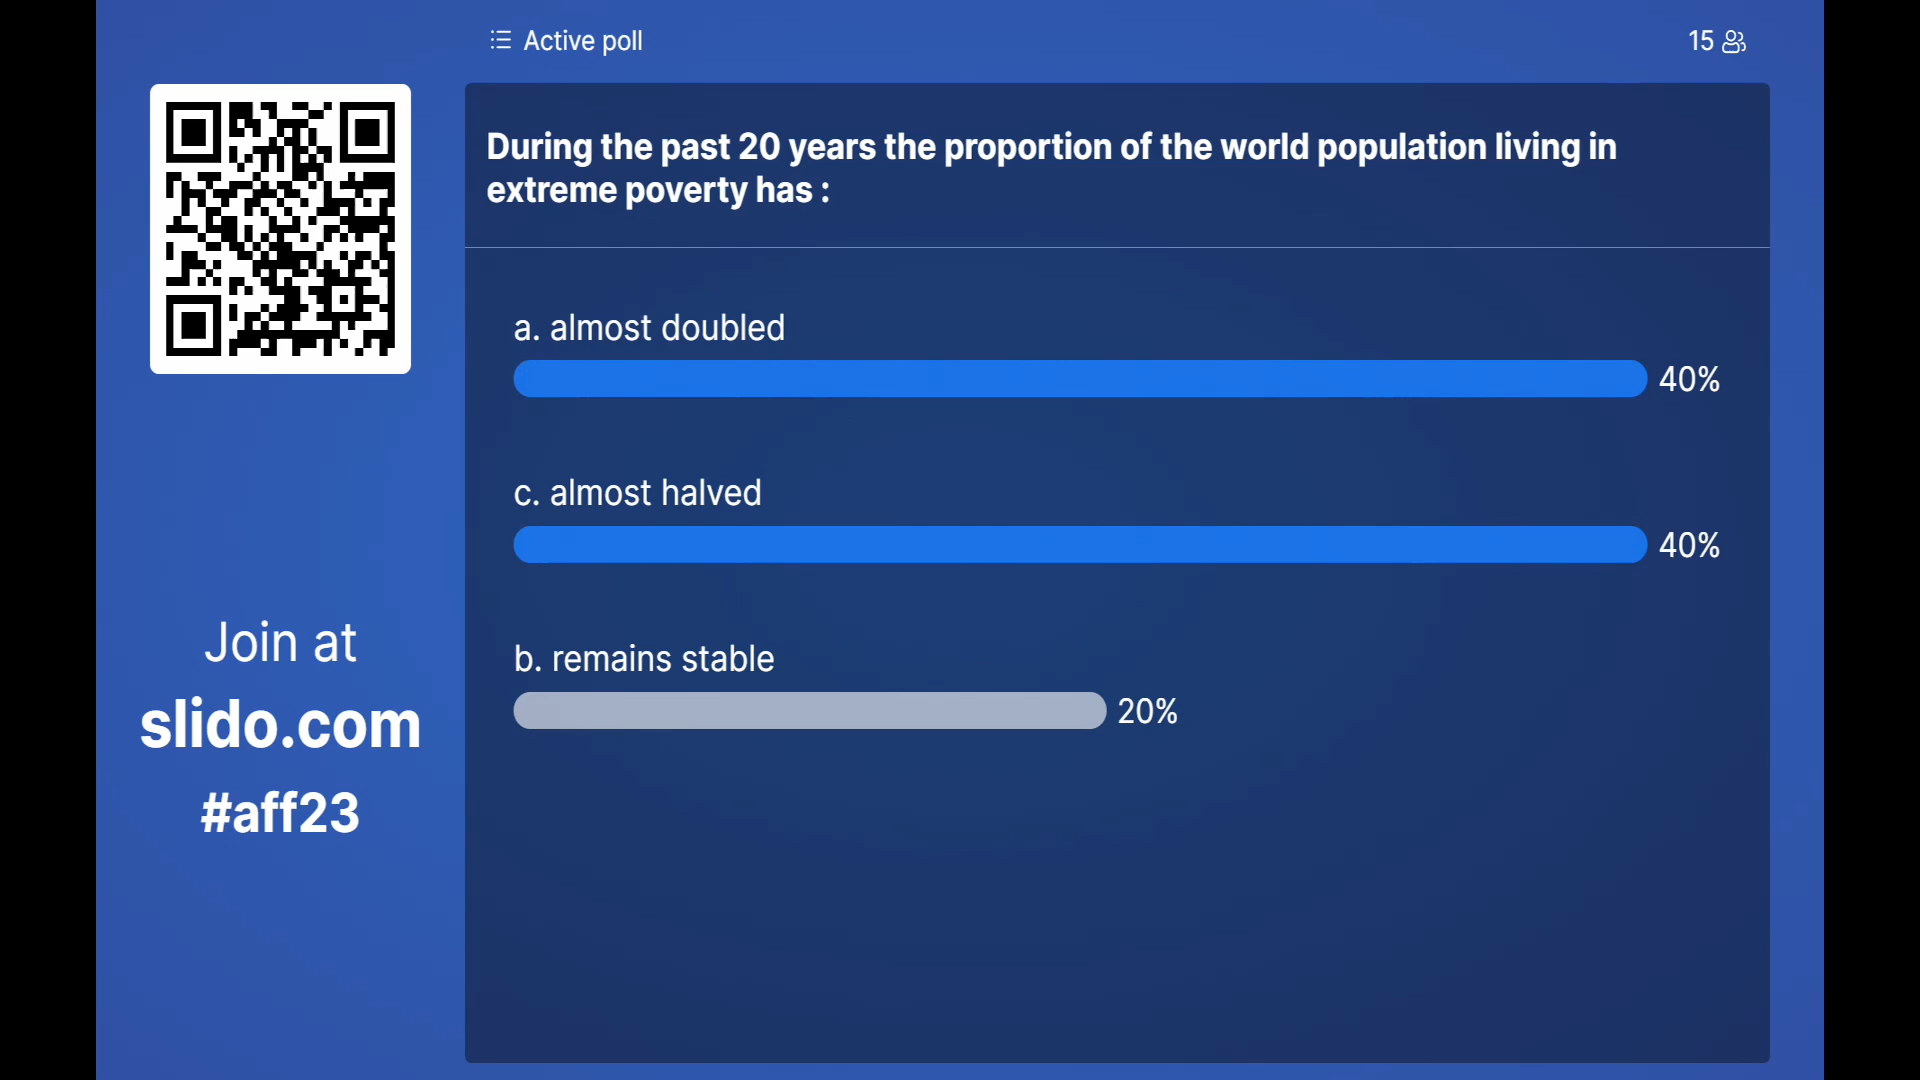 Active poll
15
During the past 20 years the proportion of the world population living in
extreme poverty has :
a. almost doubled
40%
c. almost halved
40%
b. remains stable
20%
Join at
slido.com
#aff23